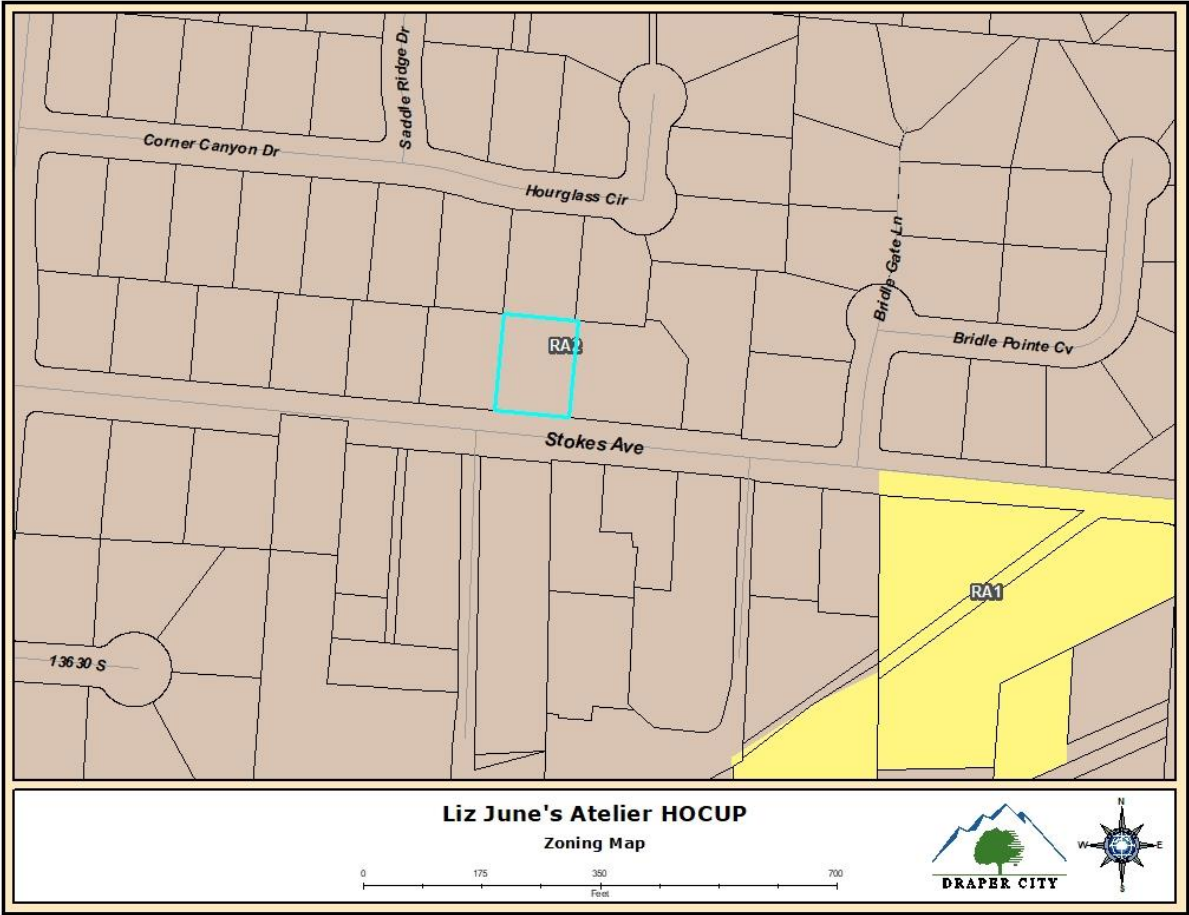 Saddle Ridge Dr
Corner Canyon Dr
Hourglass Cir
Bridle Gate Ln
Bridle Pointe Cv
RA2
Stokes Ave
RA1
13630 S
Liz June's Atelier HOCUP
Zoning Map
0 175 350 700
Feet
DRAPER CITY
N
W E
S